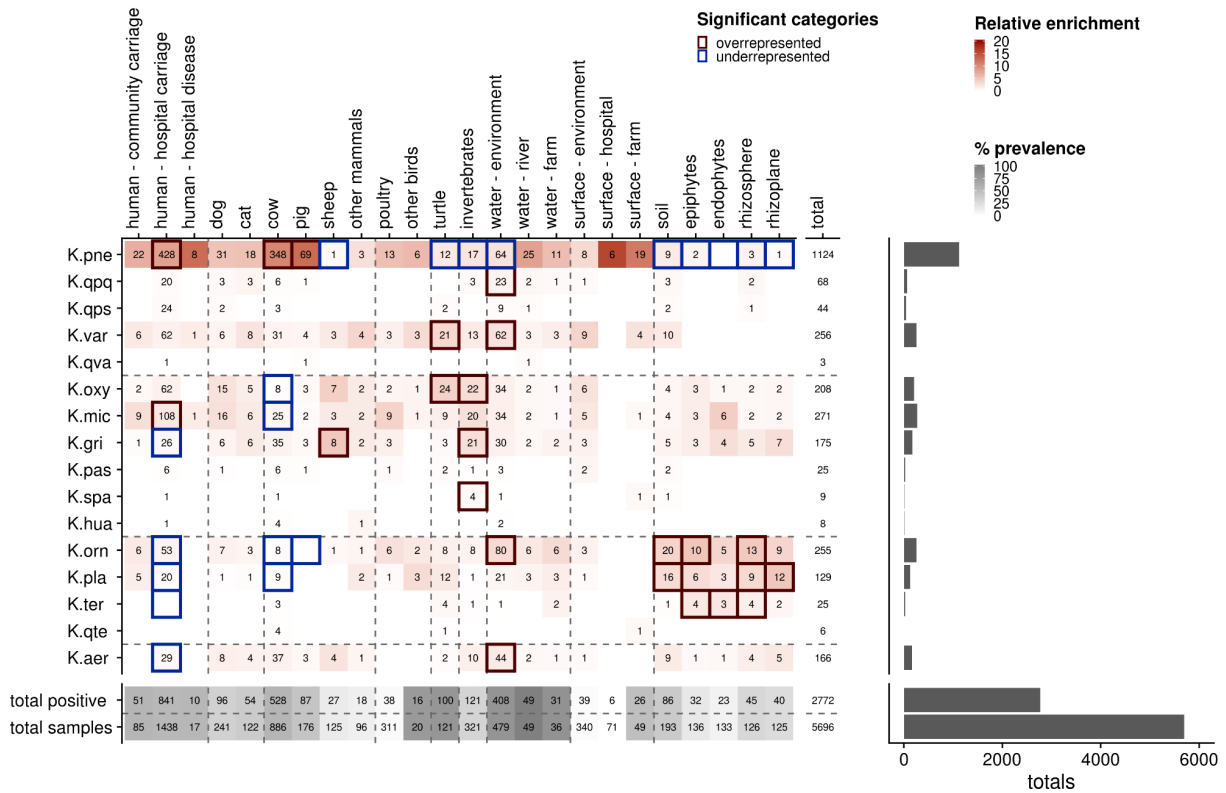 Significant categories
overrepresented
underrepresented
Relative enrichment
20
15
10
5
0
% prevalence
100
75
50
25
0
human - community carriage
human - hospital carriage
human - hospital disease
dog
cat
cow
pig
sheep
other mammals
poultry
other birds
turtle
invertebrates
water - environment
water - river
water - farm
surface - environment
surface - hospital
surface - farm
soil
epiphytes
endophytes
rhizosphere
rhizoplane
total
K.pne 22 428 8 31 18 348 69 1 3 13 6 12 17 64 25 11 8 6 19 9 2 3 1 1124
K.qpq 20 3 3 6 1 3 23 2 1 1 3 2 68
K.qps 24 2 3 2 9 1 2 1 44
K.var 6 62 1 6 8 31 4 3 4 3 3 21 13 62 3 3 9 4 10 256
K.qva 1 1 1 3
K.oxy 2 62 15 5 8 7 2 2 1 24 22 34 2 1 6 4 3 1 2 2 208
K.mic 9 108 1 16 6 25 2 3 2 9 1 9 20 34 2 1 5 1 4 3 6 2 2 271
K.gri 1 26 6 6 35 3 8 2 3 3 21 30 2 2 3 5 3 4 5 7 175
K.pas 6 1 6 1 1 2 1 3 2 2 25
K.spa 1 1 4 1 1 1 9
K.hua 1 4 1 2 8
K.orn 6 53 7 3 8 1 1 6 2 8 8 80 6 6 3 20 10 5 13 9 255
K.pla 5 20 1 1 9 2 1 3 12 1 21 3 3 1 16 6 3 9 12 129
K.ter 3 4 1 1 2 1 4 3 4 2 25
K.qte 4 1 1 6
K.aer 29 8 4 37 3 4 1 2 10 44 2 1 1 9 1 1 4 5 166
total positive 51 841 10 96 54 528 87 27 18 38 16 100 121 408 49 31 39 6 26 86 32 23 45 40 2772
total samples 85 1438 17 241 122 886 176 125 96 311 20 121 321 479 49 36 340 71 49 193 136 133 126 125 5696
0 2000 4000 6000
totals